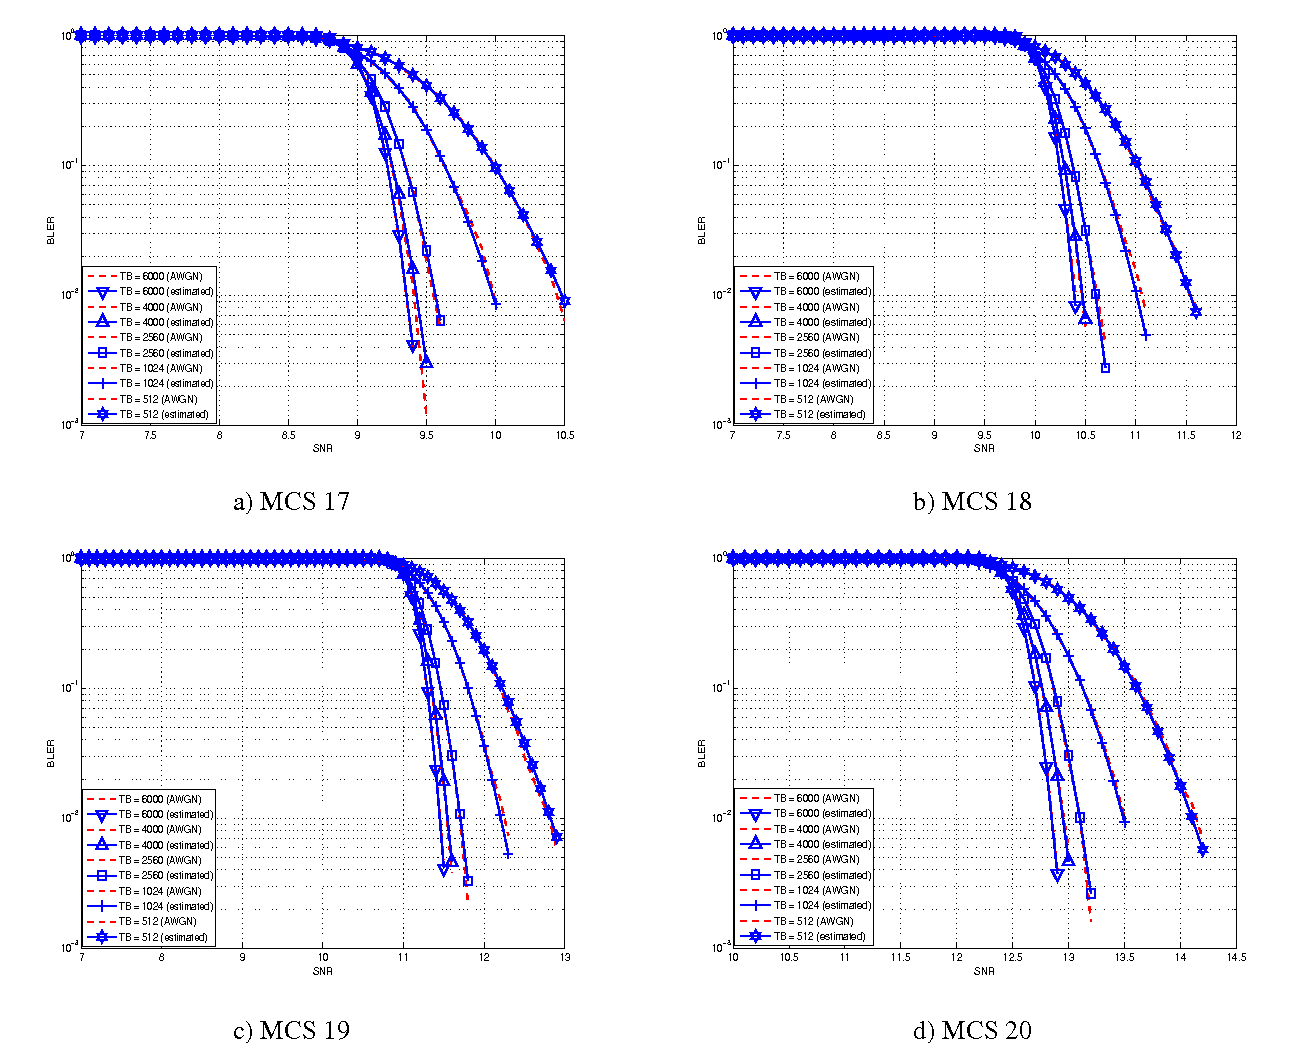 10⁰
10⁻¹
10⁻²
10⁻³
BLER
TB = 6000 (AWGN)
TB = 6000 (estimated)
TB = 4000 (AWGN)
TB = 4000 (estimated)
TB = 2560 (AWGN)
TB = 2560 (estimated)
TB = 1024 (AWGN)
TB = 1024 (estimated)
TB = 512 (AWGN)
TB = 512 (estimated)
7 7.5 8 8.5 9 9.5 10 10.5
SNR
a) MCS 17
10⁰
10⁻¹
10⁻²
10⁻³
BLER
TB = 6000 (AWGN)
TB = 6000 (estimated)
TB = 4000 (AWGN)
TB = 4000 (estimated)
TB = 2560 (AWGN)
TB = 2560 (estimated)
TB = 1024 (AWGN)
TB = 1024 (estimated)
TB = 512 (AWGN)
TB = 512 (estimated)
7 7.5 8 8.5 9 9.5 10 10.5 11 11.5 12
SNR
b) MCS 18
10⁰
10⁻¹
10⁻²
10⁻³
BLER
TB = 6000 (AWGN)
TB = 6000 (estimated)
TB = 4000 (AWGN)
TB = 4000 (estimated)
TB = 2560 (AWGN)
TB = 2560 (estimated)
TB = 1024 (AWGN)
TB = 1024 (estimated)
TB = 512 (AWGN)
TB = 512 (estimated)
7 8 9 10 11 12 13
SNR
c) MCS 19
10⁰
10⁻¹
10⁻²
10⁻³
BLER
TB = 6000 (AWGN)
TB = 6000 (estimated)
TB = 4000 (AWGN)
TB = 4000 (estimated)
TB = 2560 (AWGN)
TB = 2560 (estimated)
TB = 1024 (AWGN)
TB = 1024 (estimated)
TB = 512 (AWGN)
TB = 512 (estimated)
10 10.5 11 11.5 12 12.5 13 13.5 14 14.5
SNR
d) MCS 20